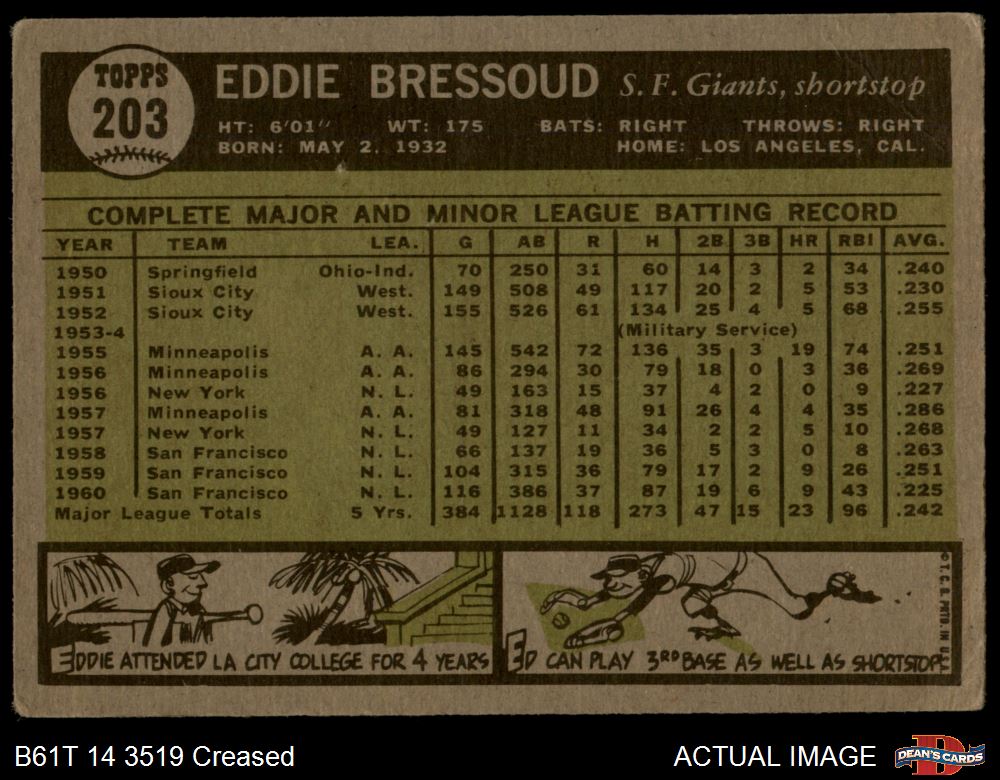 TOPPS
203
EDDIE BRESSOUD S. F. Giants, shortstop
HT: 6'01" WT: 175 BATS: RIGHT THROWS: RIGHT
BORN: MAY 2, 1932 HOME: LOS ANGELES, CAL.
COMPLETE MAJOR AND MINOR LEAGUE BATTING RECORD
YEAR TEAM LEA. G AB R H 2B 3B HR RBI AVG.
1950 Springfield Ohio-Ind. 70 250 31 60 14 3 2 34 .240
1951 Sioux City West. 149 508 49 117 20 2 5 53 .230
1952 Sioux City West. 155 526 61 134 25 4 5 68 .255
1953-4 (Military Service)
1955 Minneapolis A. A. 145 542 72 136 35 3 19 74 .251
1956 Minneapolis A. A. 86 294 30 79 18 0 3 36 .269
1956 New York N. L. 49 163 15 37 4 2 0 9 .227
1957 Minneapolis A. A. 81 318 48 91 26 4 4 35 .286
1957 New York N. L. 49 127 11 34 2 2 5 10 .268
1958 San Francisco N. L. 66 137 19 36 5 3 0 8 .263
1959 San Francisco N. L. 104 315 36 79 17 2 9 26 .251
1960 San Francisco N. L. 116 386 37 87 19 6 9 43 .225
Major League Totals 5 Yrs. 384 1128 118 273 47 15 23 96 .242
EDDIE ATTENDED LA CITY COLLEGE FOR 4 YEARS
ED CAN PLAY 3RD BASE AS WELL AS SHORTSTOP.
© T. C. G. PRTD. IN U.S.A.
B61T 14 3519 Creased
ACTUAL IMAGE
D
DEAN'S CARDS